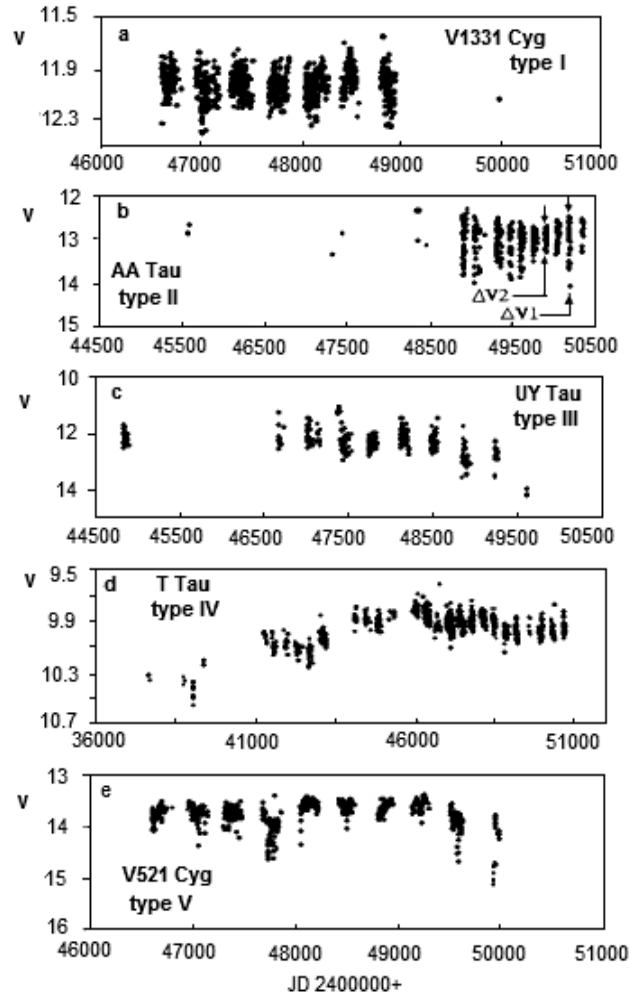 11.5
V
a
V1331 Cyg
type I
11.9
12.3
46000 47000 48000 49000 50000 51000
12
V
b
13
14
AA Tau
type II
ΔV2
ΔV1
15
44500 45500 46500 47500 48500 49500 50500
10
V
c
UY Tau
type III
12
14
44500 45500 46500 47500 48500 49500 50500
9.5
V
d
T Tau
type IV
9.9
10.3
10.7
36000 41000 46000 51000
13
V
e
14
15
V521 Cyg
type V
16
46000 47000 48000 49000 50000 51000
JD 2400000+